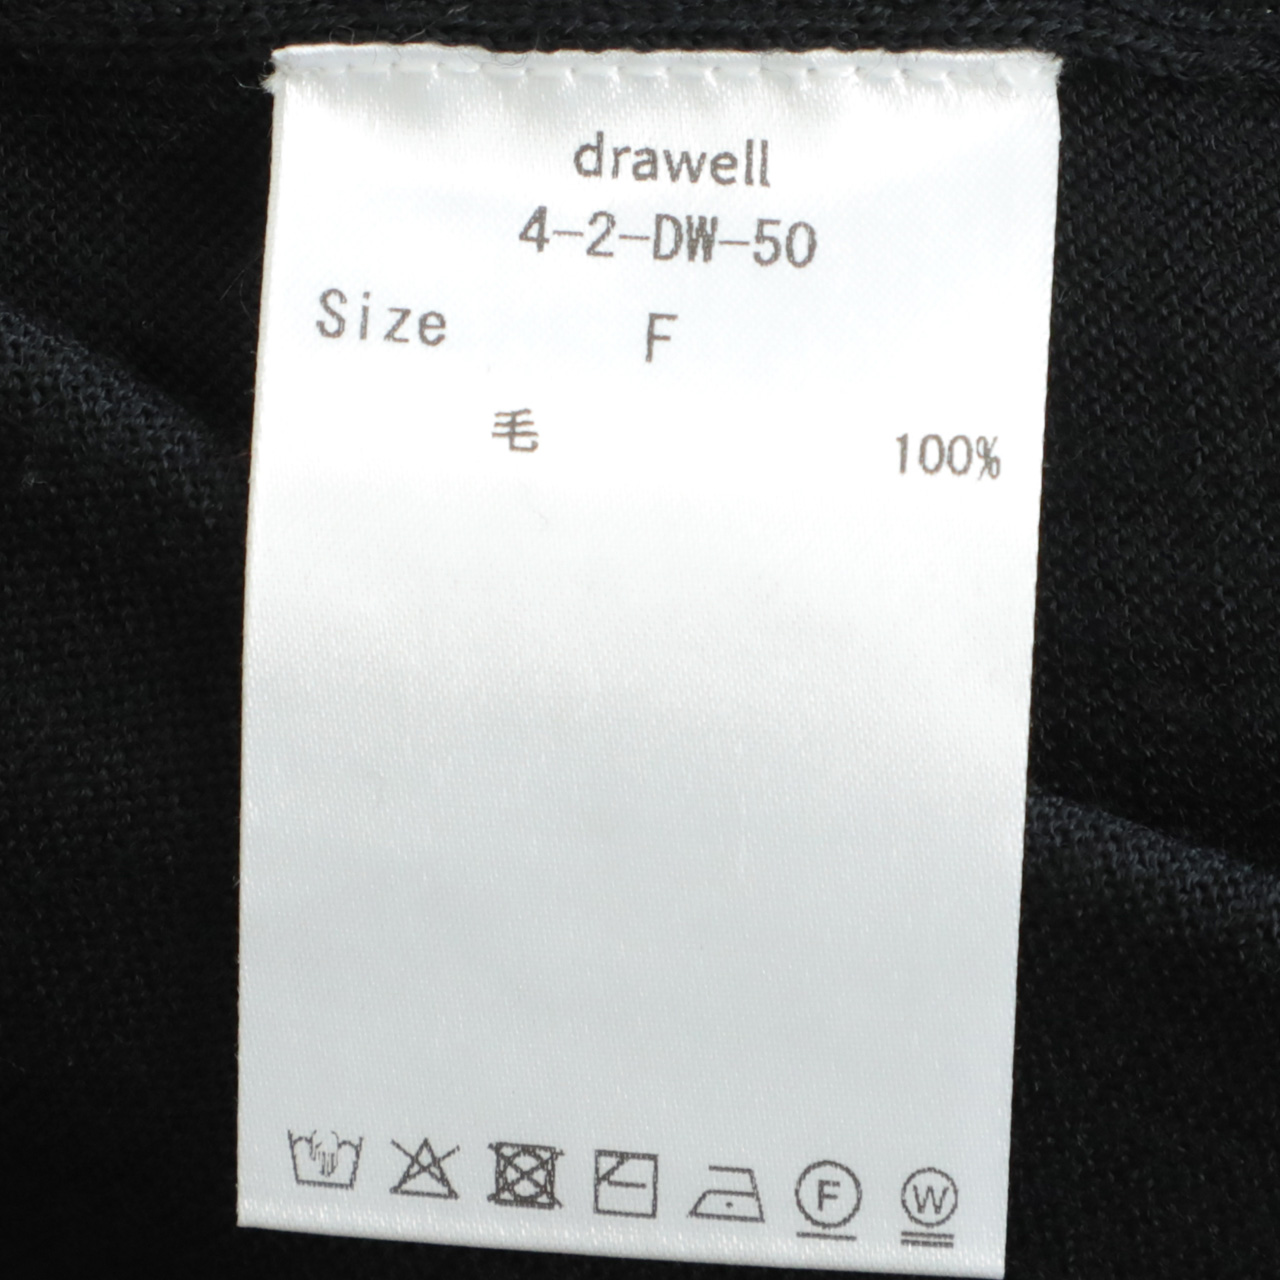 drawell
4-2-DW-50
Size F
毛 100%
F W